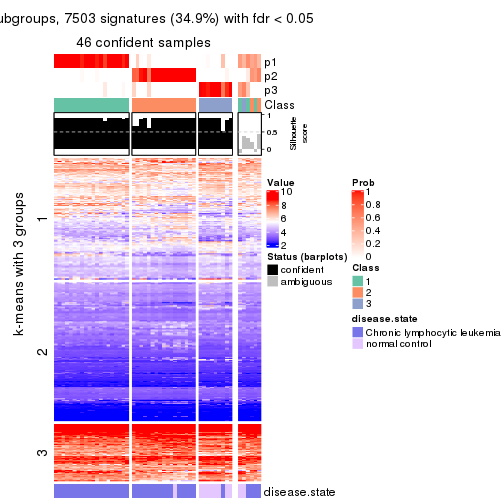 ubgroups, 7503 signatures (34.9%) with fdr < 0.05
46 confident samples
p1
p2
p3
Class
1
0.5
0
Silhouette
score
k-means with 3 groups
1
2
3
Value
10
8
6
4
2
Status (barplots)
confident
ambiguous
Prob
1
0.8
0.6
0.4
0.2
0
Class
1
2
3
disease.state
Chronic lymphocytic leukemia
normal control
disease.state